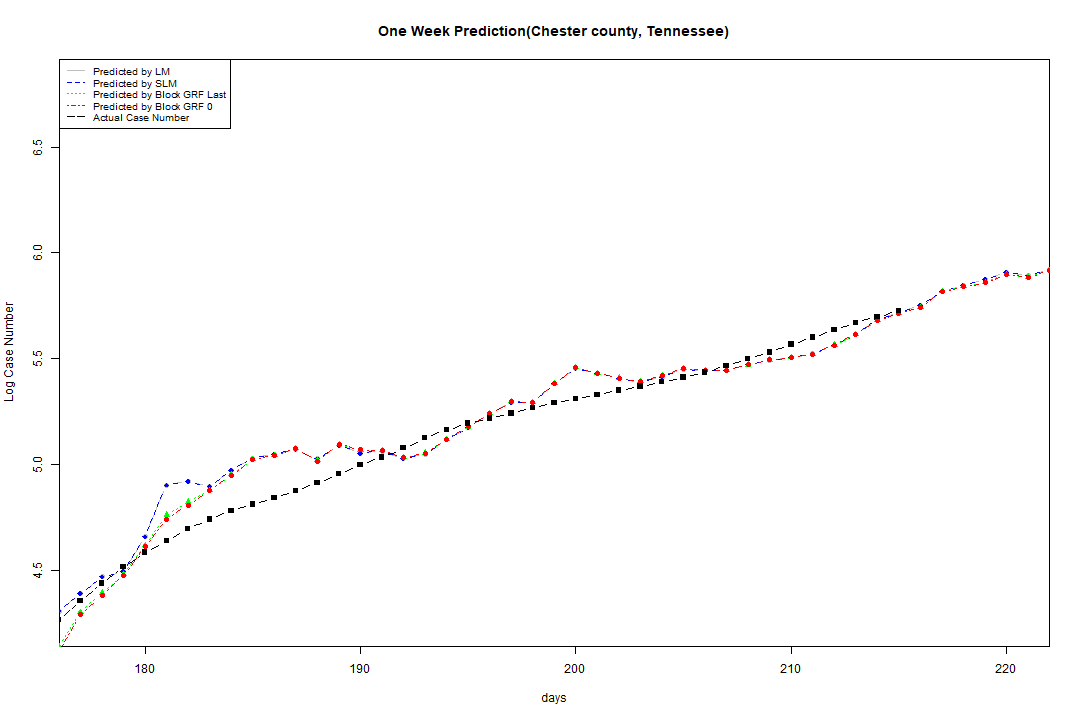 One Week Prediction(Chester county, Tennessee)
Predicted by LM
Predicted by SLM
Predicted by Block GRF Last
Predicted by Block GRF 0
Actual Case Number
6.5
6.0
5.5
5.0
4.5
Log Case Number
180 190 200 210 220
days